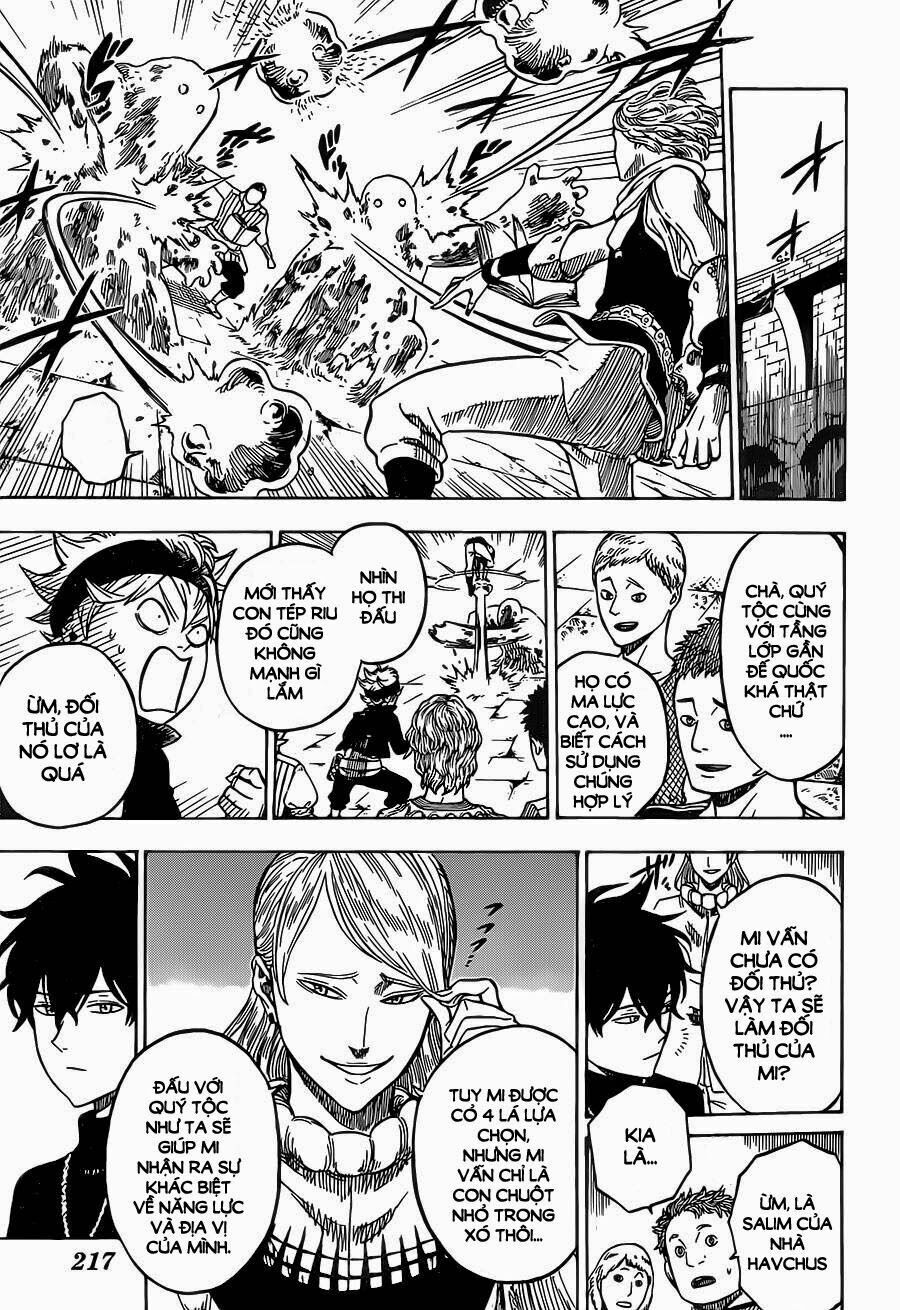 CHÀ, QUÝ
TỘC CÙNG
VỚI TẦNG
LỚP GẦN
ĐẾ QUỐC
KHÁ THẬT
CHỨ
....
HỌ CÓ
MA LỰC
CAO, VÀ
BIẾT CÁCH
SỬ DỤNG
CHÚNG
HỢP LÝ
NHÌN
HỌ THI
ĐẤU
MỚI THẤY
CON TÉP RIU
ĐÓ CŨNG
KHÔNG
MẠNH GÌ
LẮM
ỪM, ĐỐI
THỦ CỦA
NÓ LƠ LÀ
QUÁ
MI VẪN
CHƯA CÓ
ĐỐI THỦ?
VẬY TA SẼ
LÀM ĐỐI
THỦ CỦA
MI?
KIA
LÀ...
ỪM, LÀ
SALIM CỦA
NHÀ
HAVCHUS
TUY MI ĐƯỢC
CỎ 4 LÁ LỰA
CHỌN,
NHƯNG MI
VẪN CHỈ LÀ
CON CHUỘT
NHỎ TRONG
XÓ THÔI...
ĐẤU VỚI
QUÝ TỘC
NHƯ TA SẼ
GIÚP MI
NHẬN RA SỰ
KHÁC BIỆT
VỀ NĂNG LỰC
VÀ ĐỊA VỊ
CỦA MÌNH.
217